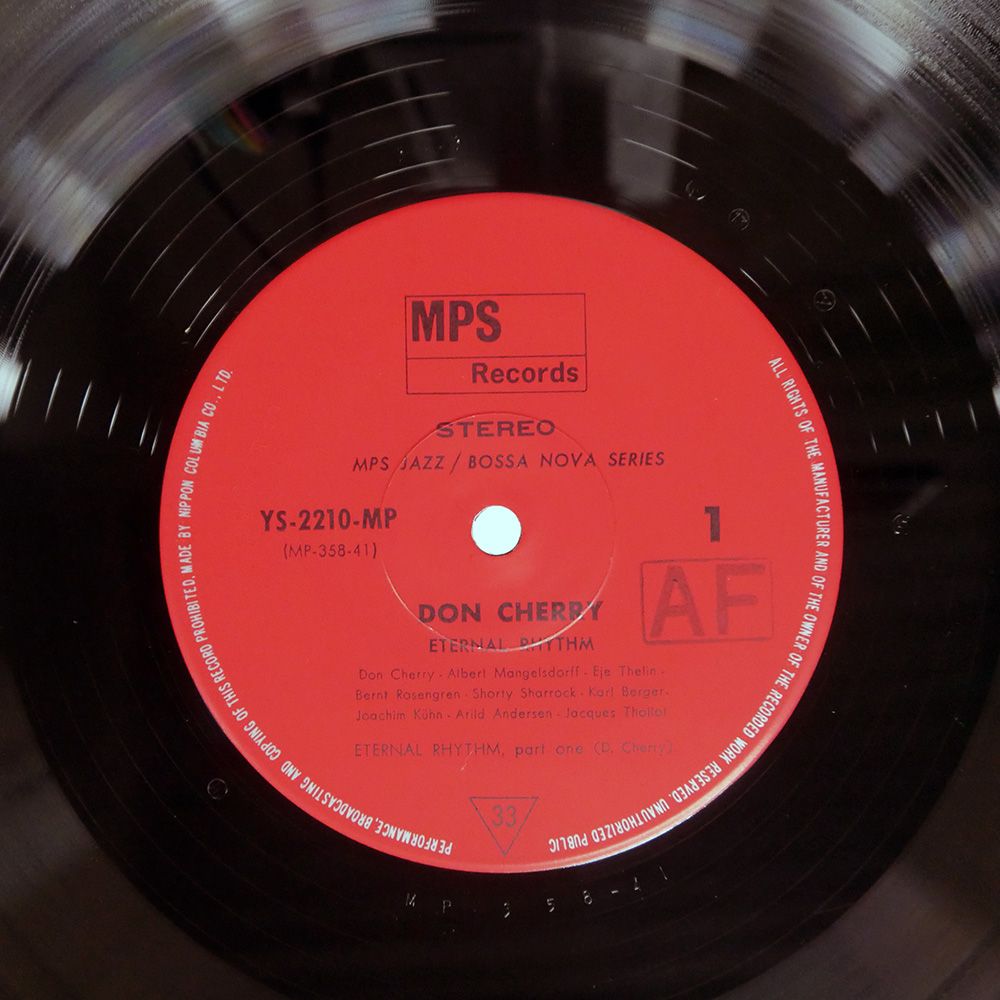 MPS
Records
STEREO
MPS JAZZ / BOSSA NOVA SERIES
YS-2210-MP
(MP-358-41)
1
AF
DON CHERRY
ETERNAL RHYTHM
Don Cherry · Albert Mangelsdorff · Eje Thelin ·
Bernt Rosengren · Shorty Sharrock · Karl Berger ·
Joachim Kühn · Arild Andersen · Jacques Thollot
ETERNAL RHYTHM, part one (D. Cherry)
33
ALL RIGHTS OF THE MANUFACTURER AND OF THE OWNER OF THE RECORDED WORK RESERVED. UNAUTHORIZED PUBLIC PERFORMANCE, BROADCASTING AND COPYING OF THIS RECORD PROHIBITED. MADE BY NIPPON COLUMBIA CO., LTD.
MP 358-41